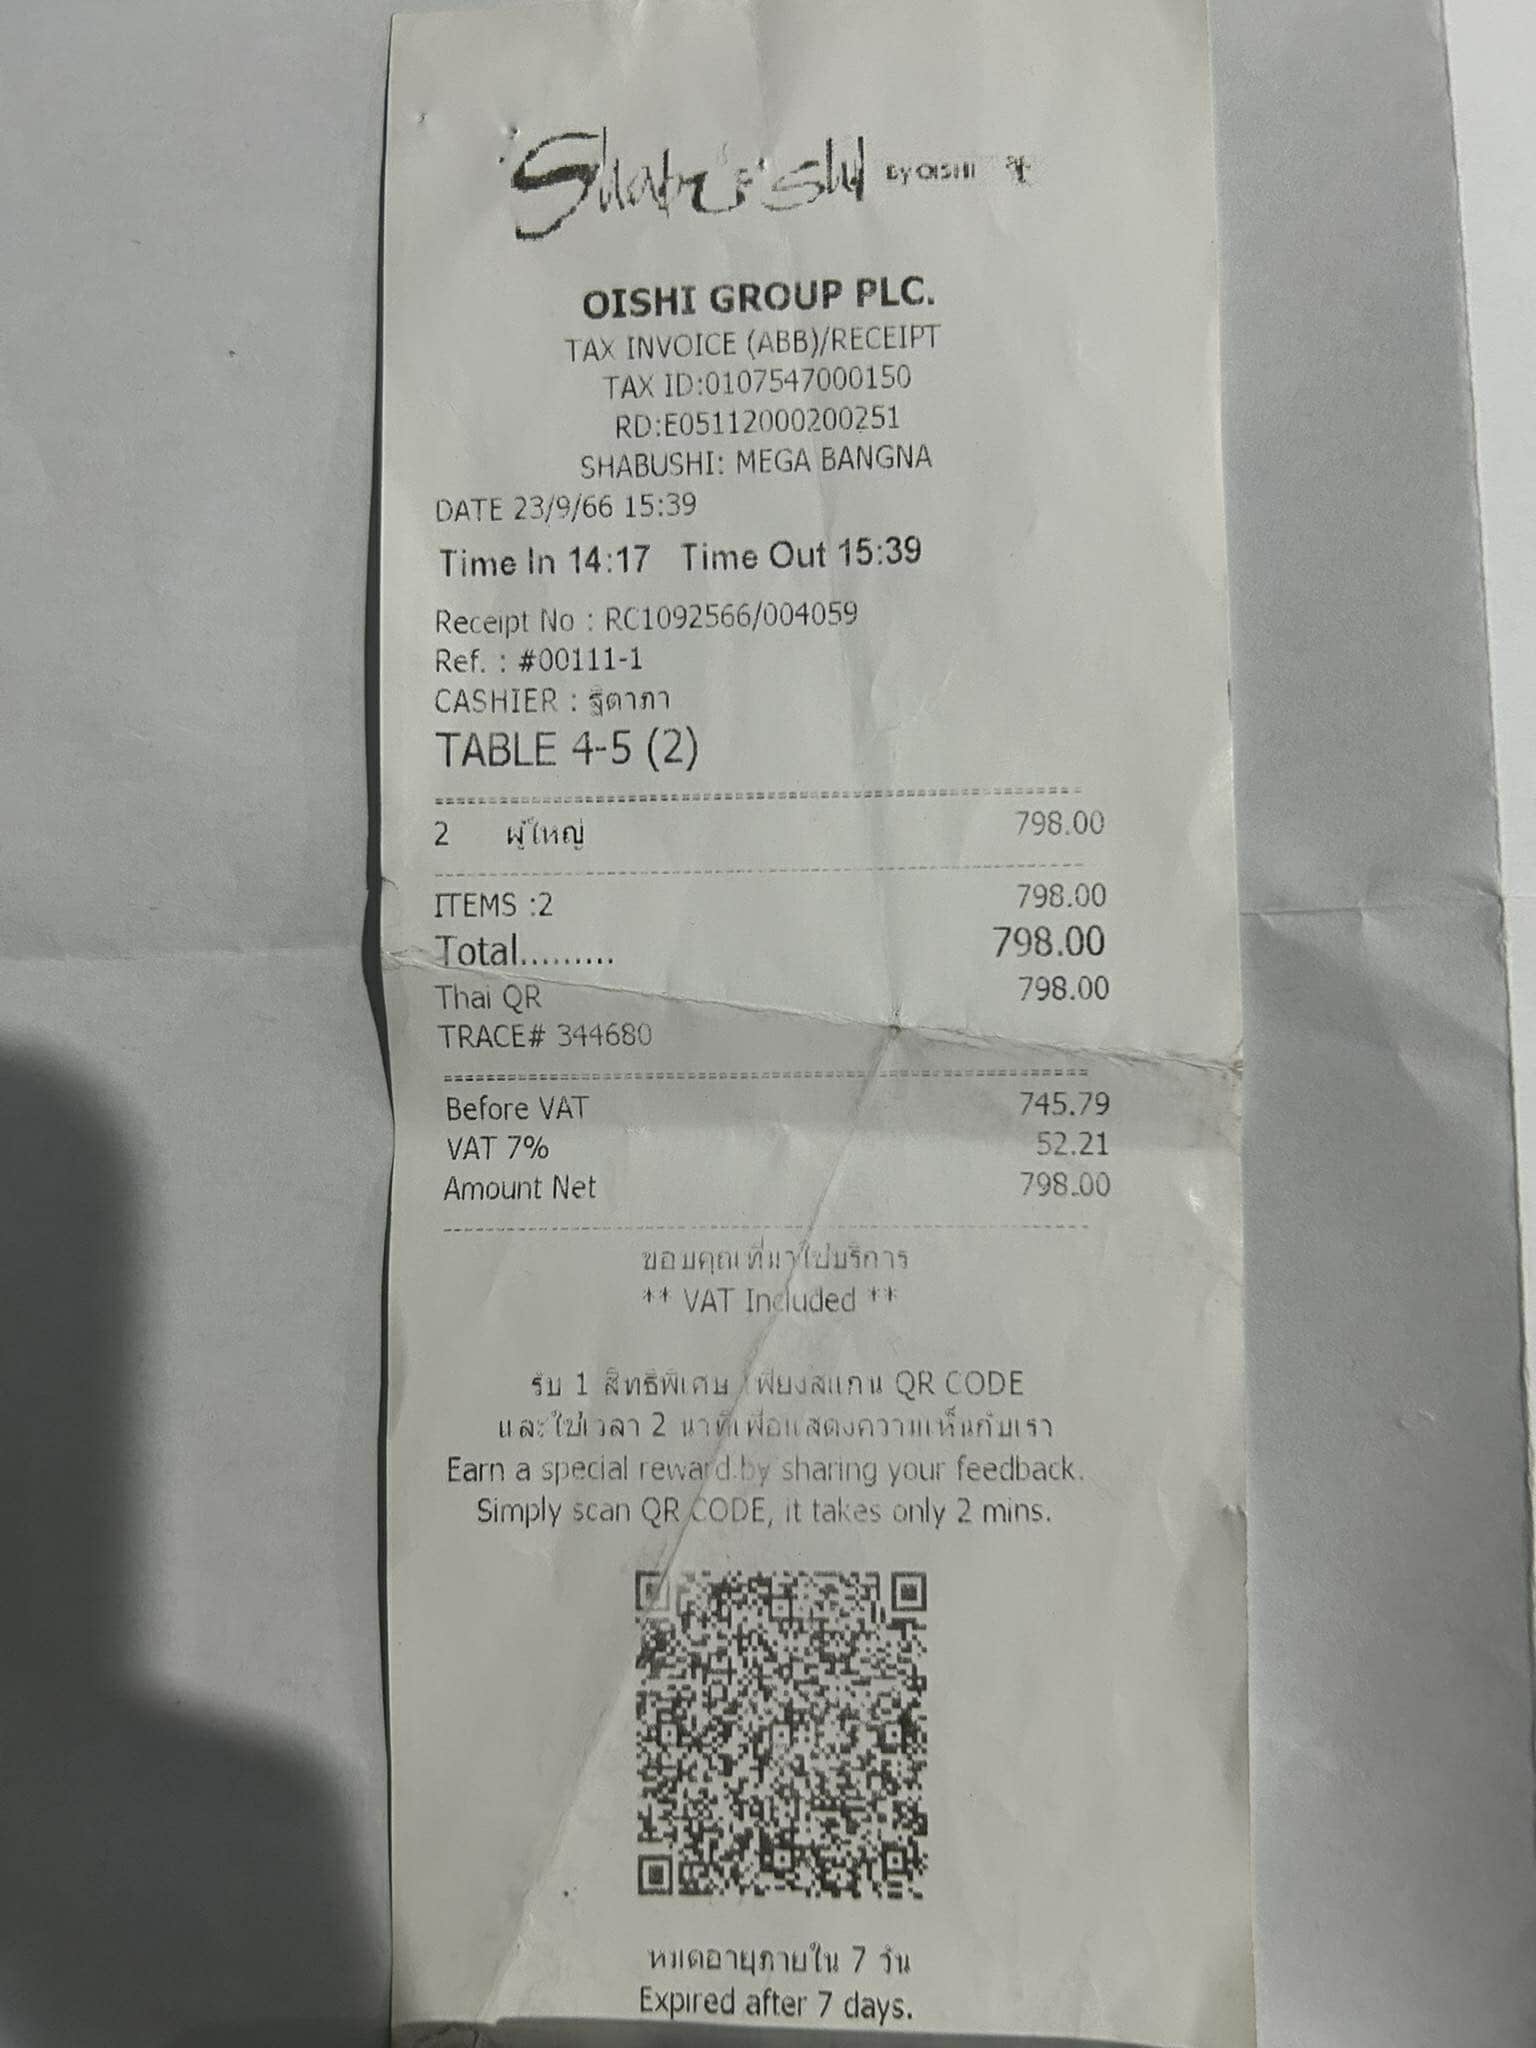 Shabushi By OISHI
OISHI GROUP PLC.
TAX INVOICE (ABB)/RECEIPT
TAX ID:0107547000150
RD:E05112000200251
SHABUSHI: MEGA BANGNA
DATE 23/9/66 15:39
Time In 14:17 Time Out 15:39
Receipt No : RC1092566/004059
Ref. : #00111-1
CASHIER : ฐิตาภา
TABLE 4-5 (2)
2 ผู้ใหญ่ 798.00
ITEMS :2 798.00
Total......... 798.00
Thai QR 798.00
TRACE# 344680
Before VAT 745.79
VAT 7% 52.21
Amount Net 798.00
ขอบคุณที่มาใช้บริการ
** VAT Included **
รับ 1 สิทธิพิเศษ เพียงสแกน QR CODE
และใช้เวลา 2 นาทีเพื่อแสดงความเห็นกับเรา
Earn a special reward by sharing your feedback.
Simply scan QR CODE, it takes only 2 mins.
หมดอายุภายใน 7 วัน
Expired after 7 days.